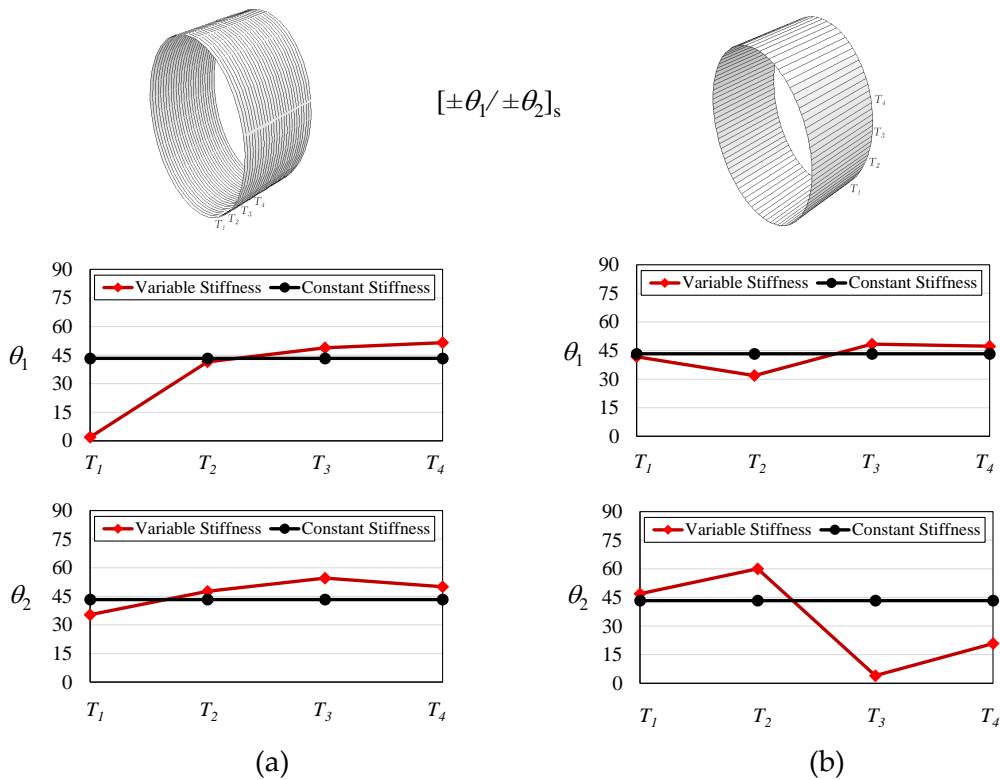 [±θ₁/ ±θ₂]ₛ
T₁ T₂ T₃ T₄
T₄
T₃
T₂
T₁
90
75
60
45
30
15
0
θ₁
Variable Stiffness Constant Stiffness
T₁ T₂ T₃ T₄
90
75
60
45
30
15
0
θ₁
Variable Stiffness Constant Stiffness
T₁ T₂ T₃ T₄
90
75
60
45
30
15
0
θ₂
Variable Stiffness Constant Stiffness
T₁ T₂ T₃ T₄
90
75
60
45
30
15
0
θ₂
Variable Stiffness Constant Stiffness
T₁ T₂ T₃ T₄
(a) (b)